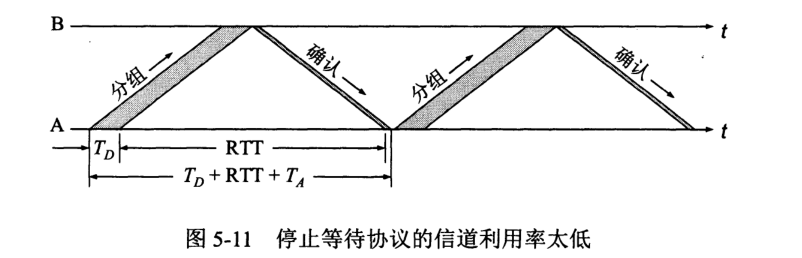 B
t
分组
确认
分组
确认
A
t
T_D
RTT
T_D + RTT + T_A
图 5-11 停止等待协议的信道利用率太低